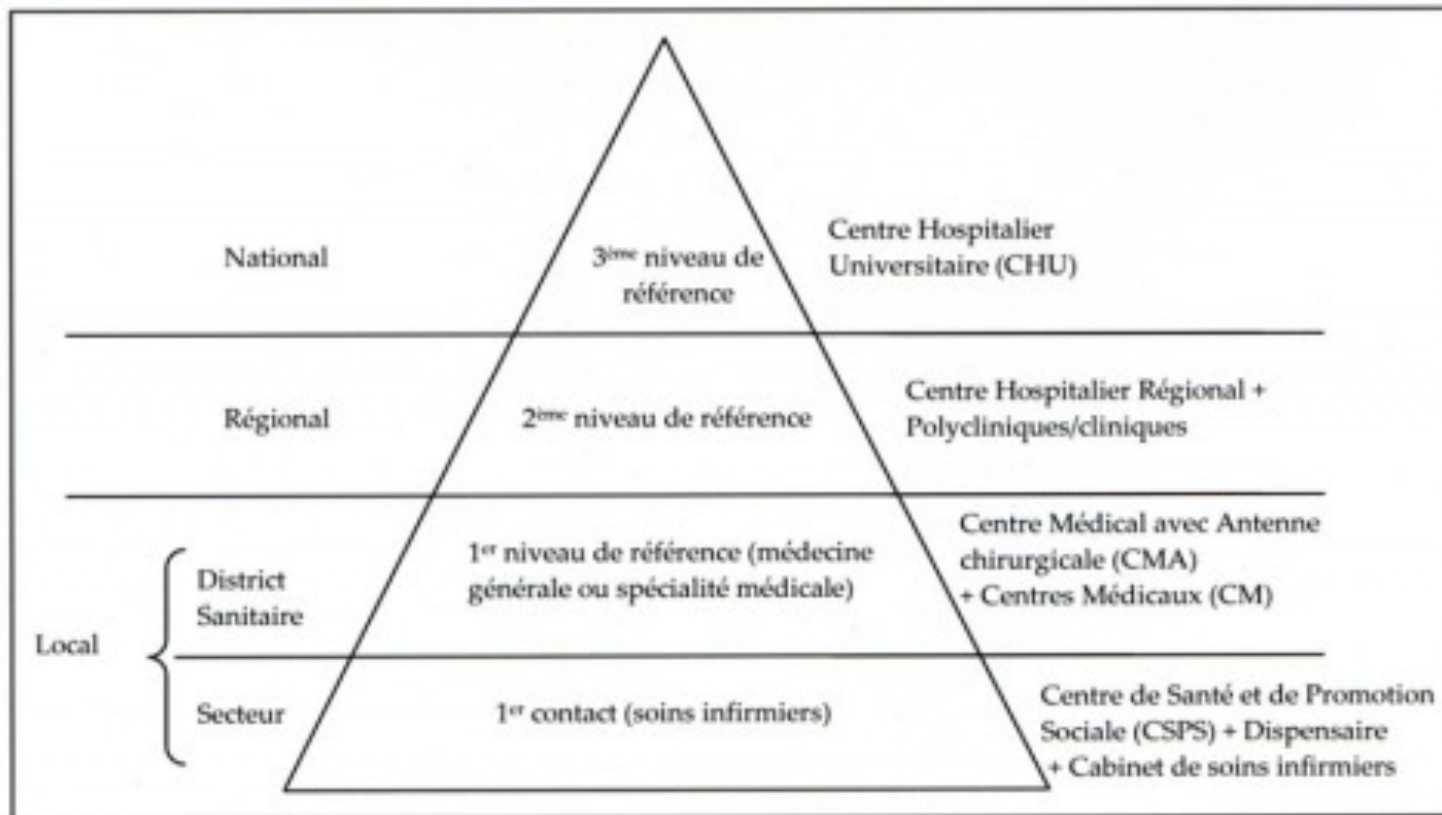 National
3ième niveau de
référence
Centre Hospitalier
Universitaire (CHU)
Régional
2ième niveau de référence
Centre Hospitalier Régional +
Polycliniques/cliniques
Local
District
Sanitaire
1er niveau de référence (médecine
générale ou spécialité médicale)
Centre Médical avec Antenne
chirurgicale (CMA)
+ Centres Médicaux (CM)
Secteur
1er contact (soins infirmiers)
Centre de Santé et de Promotion
Sociale (CSPS) + Dispensaire
+ Cabinet de soins infirmiers